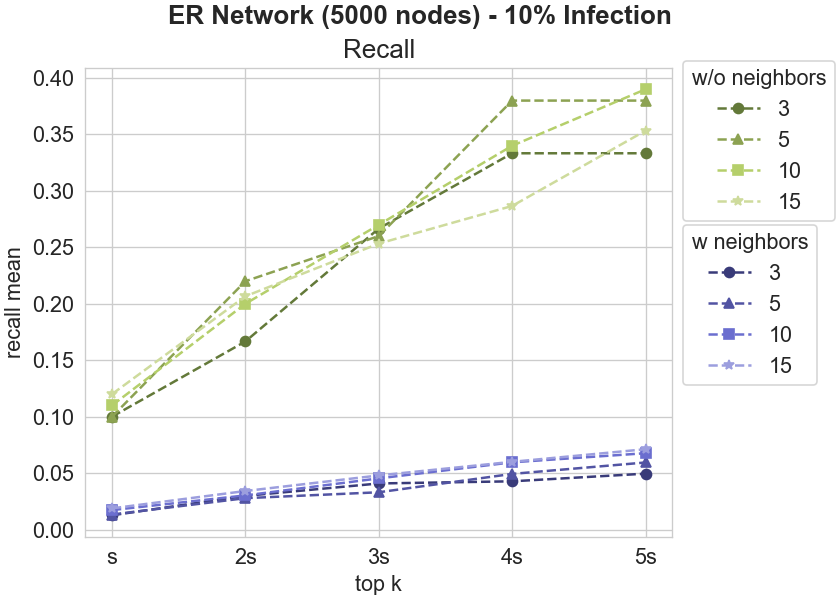 ER Network (5000 nodes) - 10% Infection
Recall
w/o neighbors
3
5
10
15
w neighbors
3
5
10
15
recall mean
0.40
0.35
0.30
0.25
0.20
0.15
0.10
0.05
0.00
s 2s 3s 4s 5s
top k